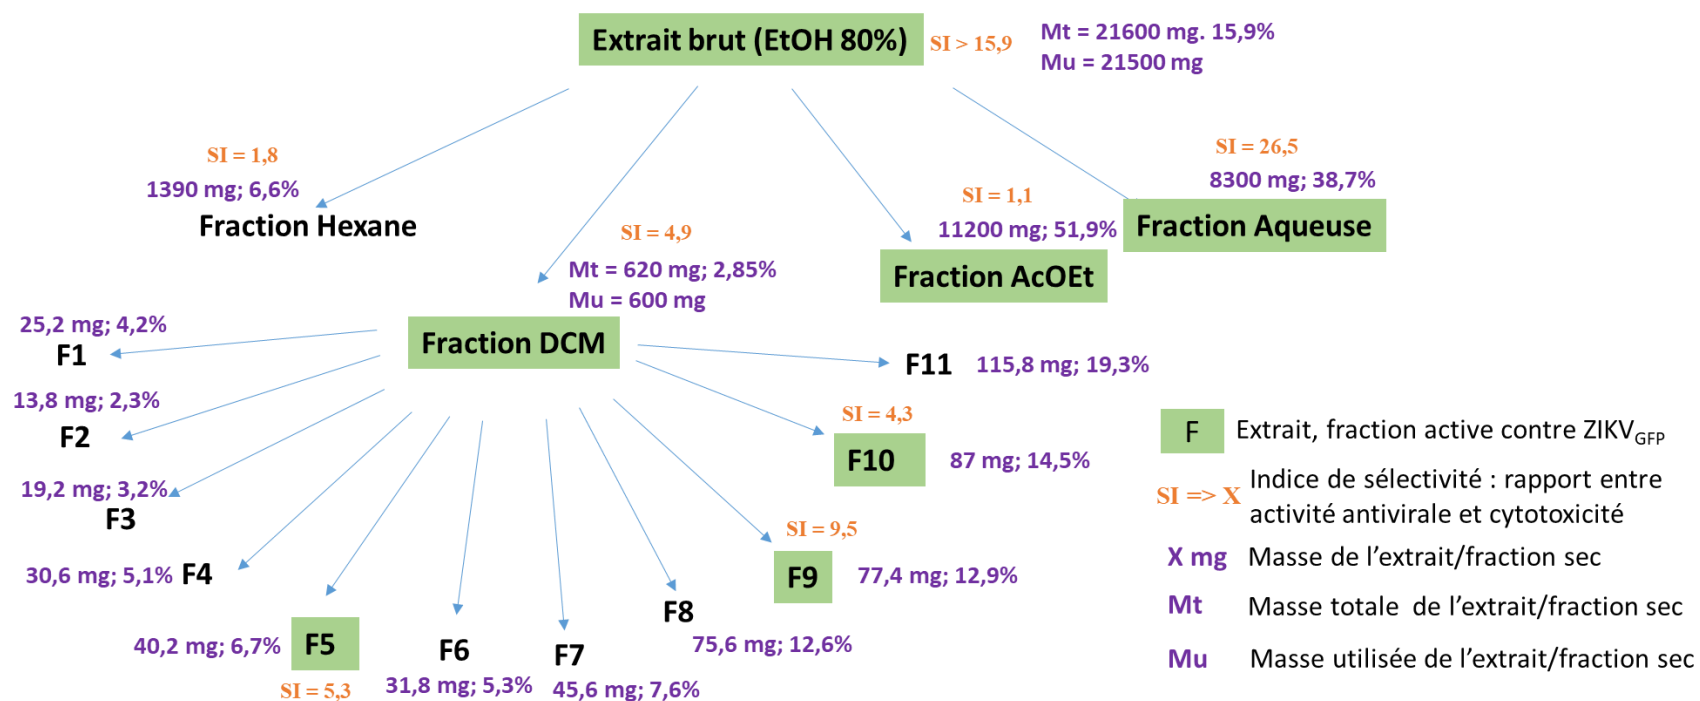 Extrait brut (EtOH 80%)
SI > 15,9
Mt = 21600 mg. 15,9%
Mu = 21500 mg
SI = 1,8
1390 mg; 6,6%
Fraction Hexane
SI = 4,9
Mt = 620 mg; 2,85%
Mu = 600 mg
Fraction DCM
SI = 1,1
11200 mg; 51,9%
Fraction AcOEt
SI = 26,5
8300 mg; 38,7%
Fraction Aqueuse
25,2 mg; 4,2%
F1
13,8 mg; 2,3%
F2
19,2 mg; 3,2%
F3
30,6 mg; 5,1% F4
40,2 mg; 6,7% F5
SI = 5,3
F6
31,8 mg; 5,3%
F7
45,6 mg; 7,6%
F8
75,6 mg; 12,6%
SI = 9,5
F9 77,4 mg; 12,9%
SI = 4,3
F10 87 mg; 14,5%
F11 115,8 mg; 19,3%
F Extrait, fraction active contre ZIKVGFP
SI => X Indice de sélectivité : rapport entre
activité antivirale et cytotoxicité
X mg Masse de l'extrait/fraction sec
Mt Masse totale de l'extrait/fraction sec
Mu Masse utilisée de l'extrait/fraction sec